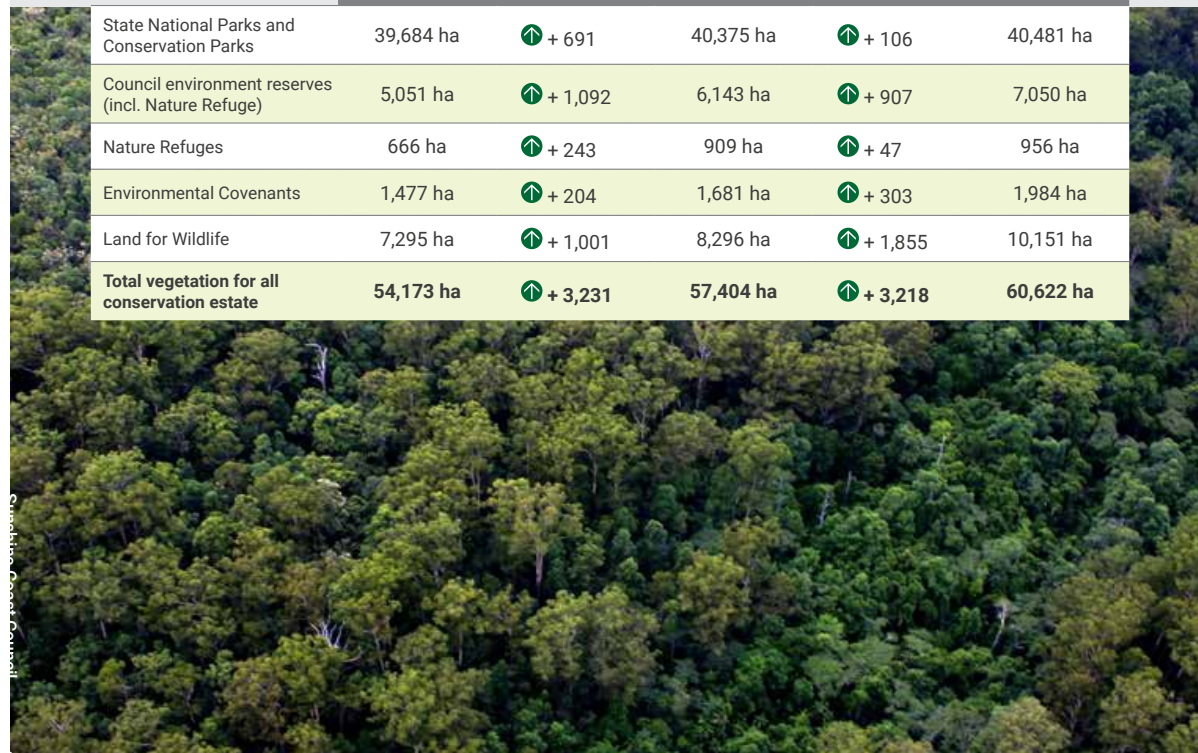 State National Parks and
Conservation Parks
39,684 ha + 691 40,375 ha + 106 40,481 ha
Council environment reserves
(incl. Nature Refuge)
5,051 ha + 1,092 6,143 ha + 907 7,050 ha
Nature Refuges 666 ha + 243 909 ha + 47 956 ha
Environmental Covenants 1,477 ha + 204 1,681 ha + 303 1,984 ha
Land for Wildlife 7,295 ha + 1,001 8,296 ha + 1,855 10,151 ha
Total vegetation for all
conservation estate
54,173 ha + 3,231 57,404 ha + 3,218 60,622 ha
Sunshine Coast Council